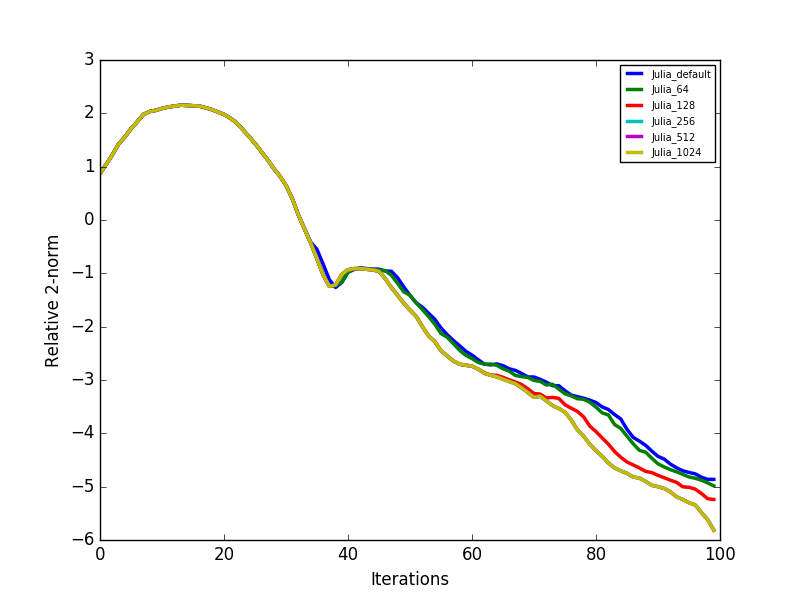 3
2
1
0
−1
−2
−3
−4
−5
−6
0 20 40 60 80 100
Iterations
Relative 2-norm
Julia_default
Julia_64
Julia_128
Julia_256
Julia_512
Julia_1024